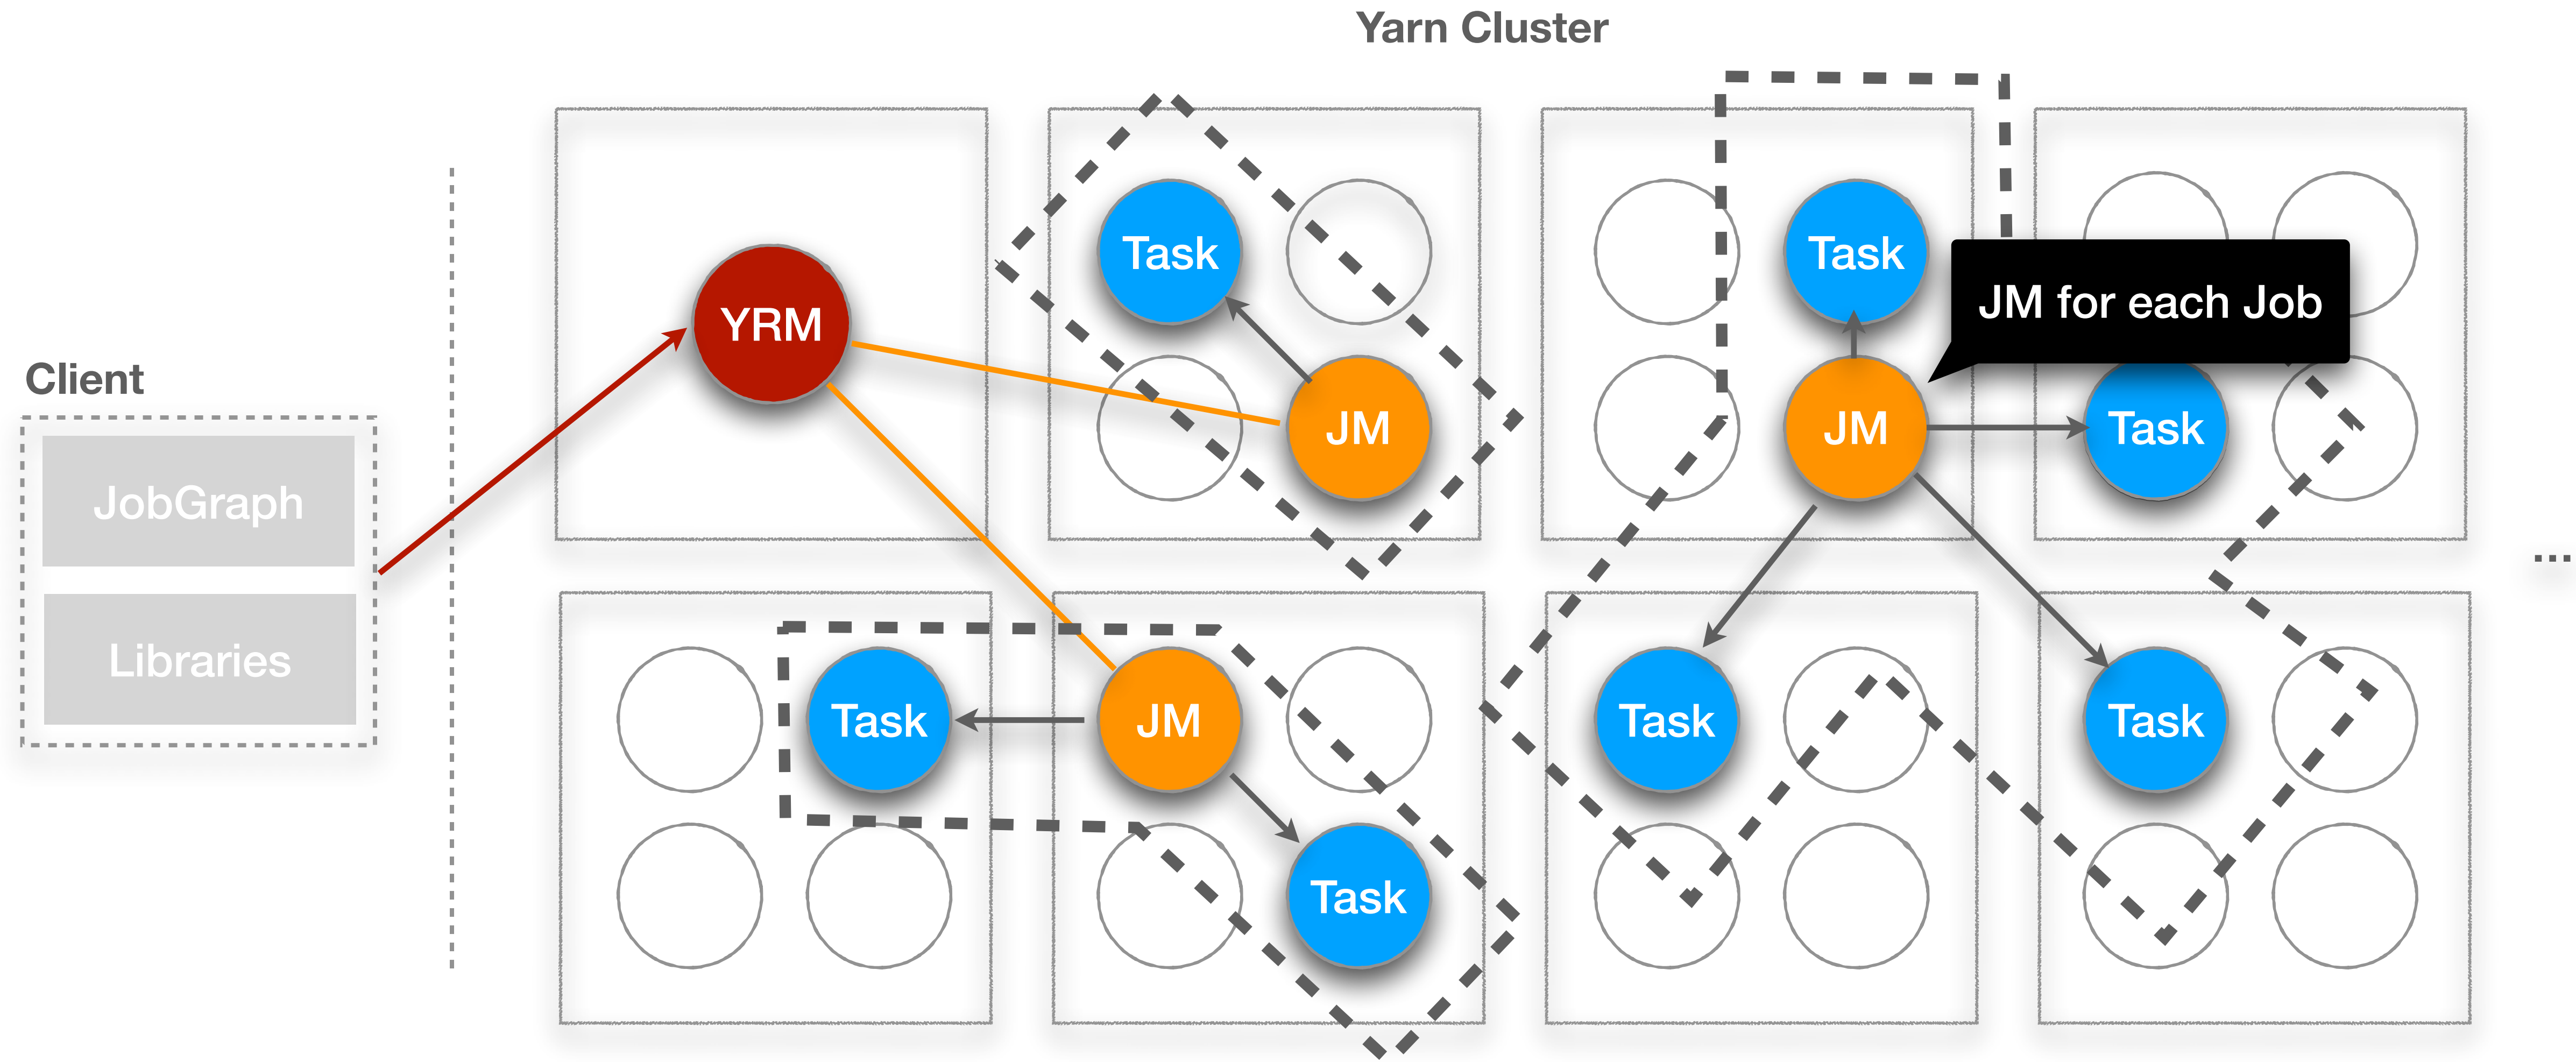 Yarn Cluster
Client
JobGraph
Libraries
YRM
Task
JM
Task
JM
JM for each Job
Task
Task
JM
Task
Task
Task
...